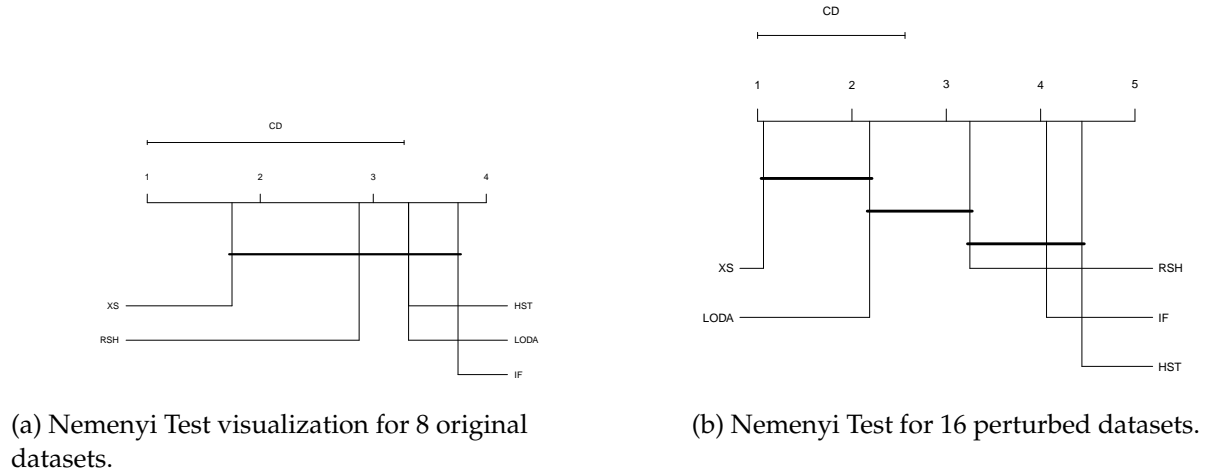 CD
1 2 3 4
XS
RSH
HST
LODA
IF
(a) Nemenyi Test visualization for 8 original
datasets.
CD
1 2 3 4 5
XS
LODA
RSH
IF
HST
(b) Nemenyi Test for 16 perturbed datasets.